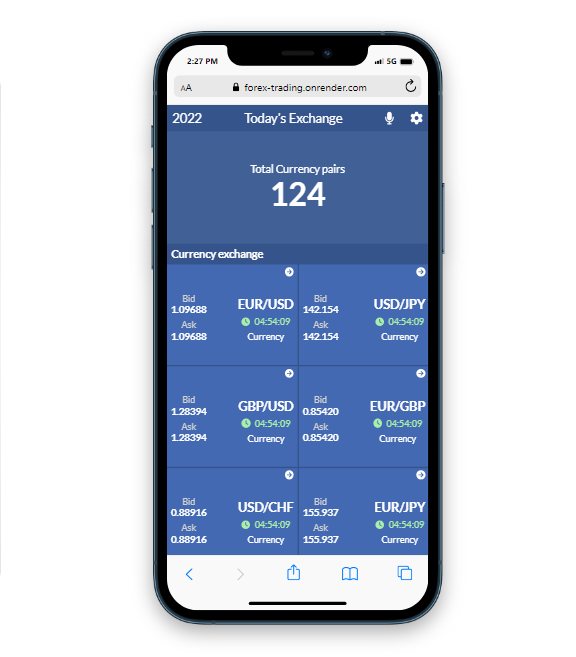 2:27 PM 5G
AA forex-trading.onrender.com
2022 Today's Exchange
Total Currency pairs
124
Currency exchange
Bid
1.09688
Ask
1.09688
EUR/USD
04:54:09
Currency
Bid
142.154
Ask
142.154
USD/JPY
04:54:09
Currency
Bid
1.28394
Ask
1.28394
GBP/USD
04:54:09
Currency
Bid
0.85420
Ask
0.85420
EUR/GBP
04:54:09
Currency
Bid
0.88916
Ask
0.88916
USD/CHF
04:54:09
Currency
Bid
155.937
Ask
155.937
EUR/JPY
04:54:09
Currency